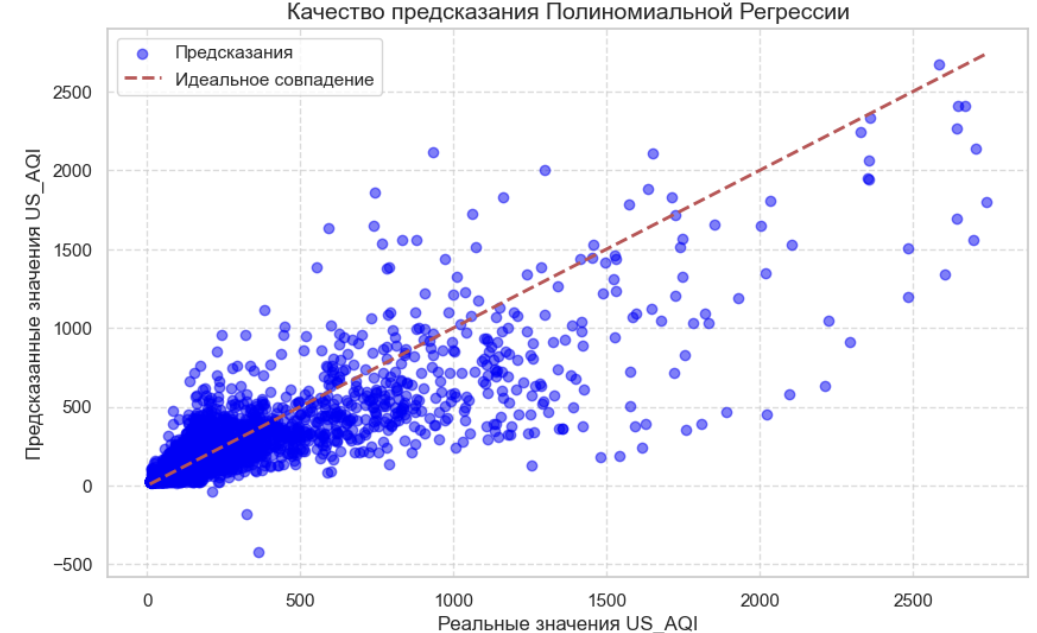 Качество предсказания Полиномиальной Регрессии
Предсказания
Идеальное совпадение
Предсказанные значения US_AQI
2500
2000
1500
1000
500
0
−500
0 500 1000 1500 2000 2500
Реальные значения US_AQI